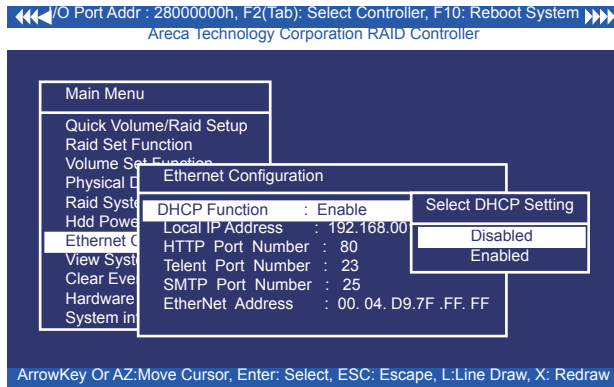 I/O Port Addr : 28000000h, F2(Tab): Select Controller, F10: Reboot System
Areca Technology Corporation RAID Controller
Main Menu
Quick Volume/Raid Setup
Raid Set Function
Volume Set Function
Physical D
Raid Syste
Hdd Powe
Ethernet C
View Syst
Clear Eve
Hardware
System in
Ethernet Configuration
DHCP Function : Enable
Local IP Address : 192.168.00
HTTP Port Number : 80
Telent Port Number : 23
SMTP Port Number : 25
EtherNet Address : 00. 04. D9.7F .FF. FF
Select DHCP Setting
Disabled
Enabled
ArrowKey Or AZ:Move Cursor, Enter: Select, ESC: Escape, L:Line Draw, X: Redraw